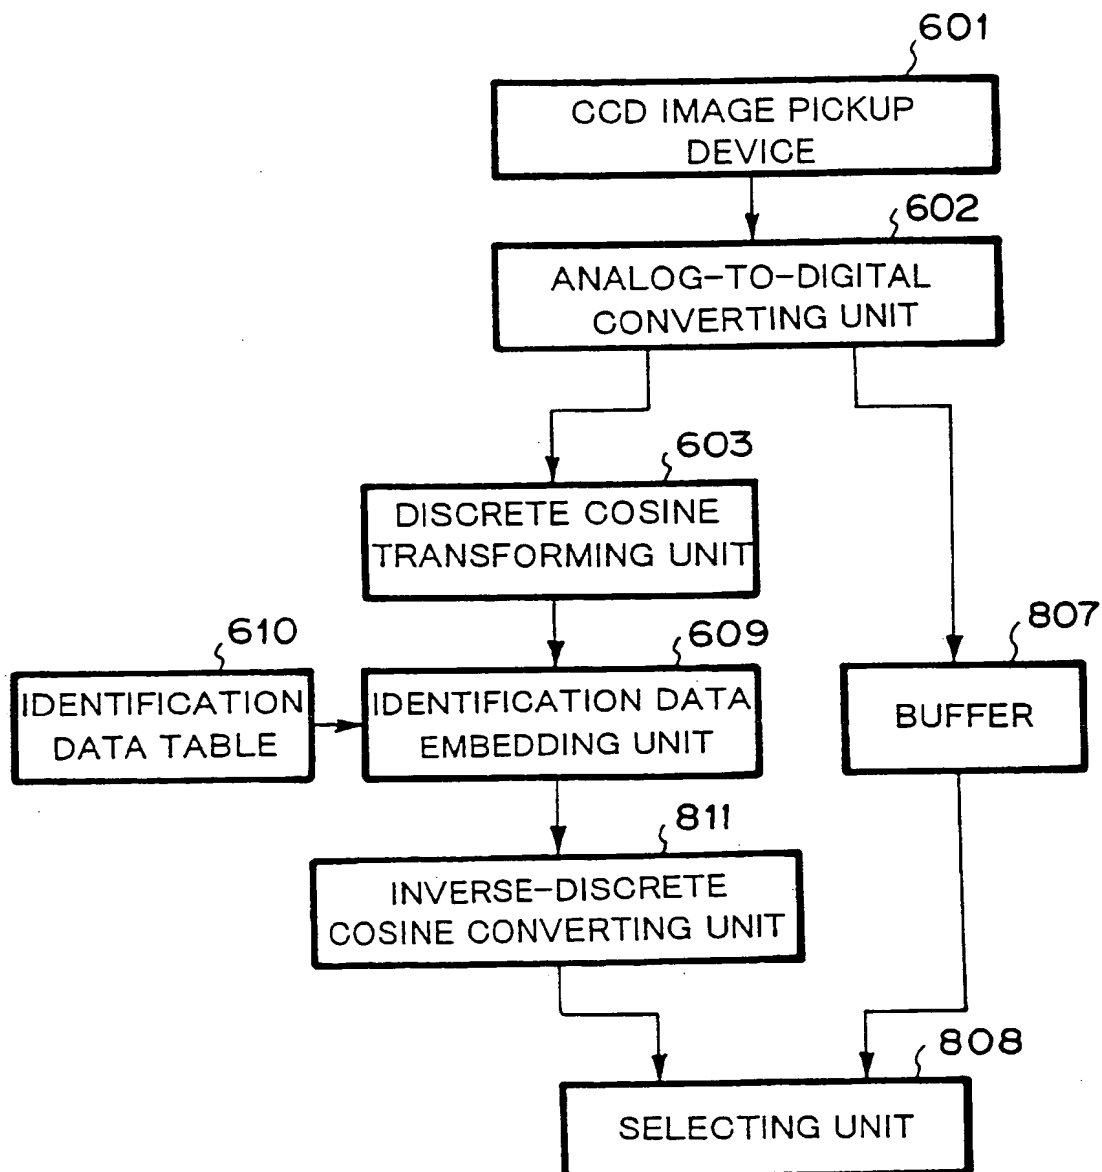 601
CCD IMAGE PICKUP
DEVICE
602
ANALOG-TO-DIGITAL
CONVERTING UNIT
603
DISCRETE COSINE
TRANSFORMING UNIT
610
IDENTIFICATION
DATA TABLE
609
IDENTIFICATION DATA
EMBEDDING UNIT
807
BUFFER
811
INVERSE-DISCRETE
COSINE CONVERTING UNIT
808
SELECTING UNIT